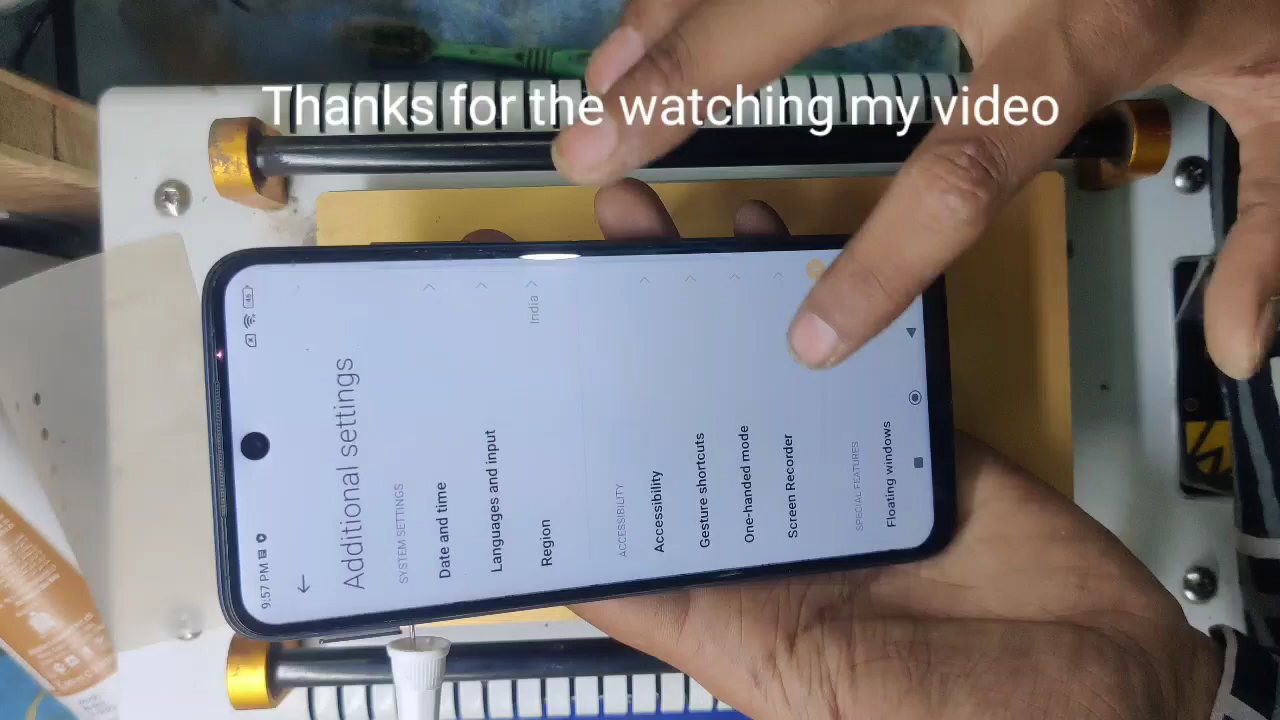 Thanks for the watching my video
9:57 PM
46
Additional settings
SYSTEM SETTINGS
Date and time
Languages and input
Region
India
ACCESSIBILITY
Accessibility
Gesture shortcuts
One-handed mode
Screen Recorder
SPECIAL FEATURES
Floating windows